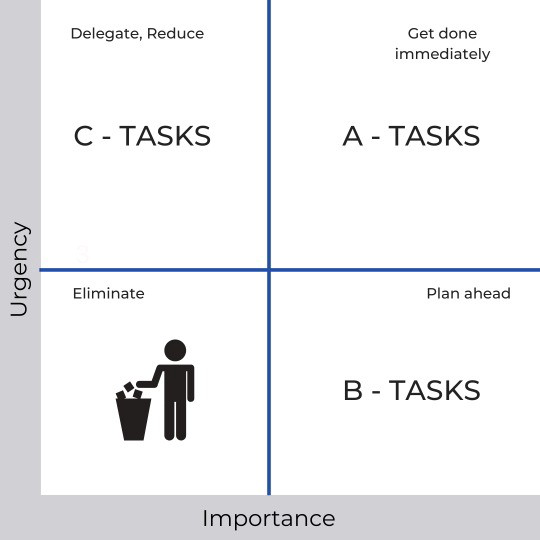 Delegate, Reduce
Get done
immediately
C - TASKS
A - TASKS
Urgency
Eliminate
Plan ahead
B - TASKS
Importance